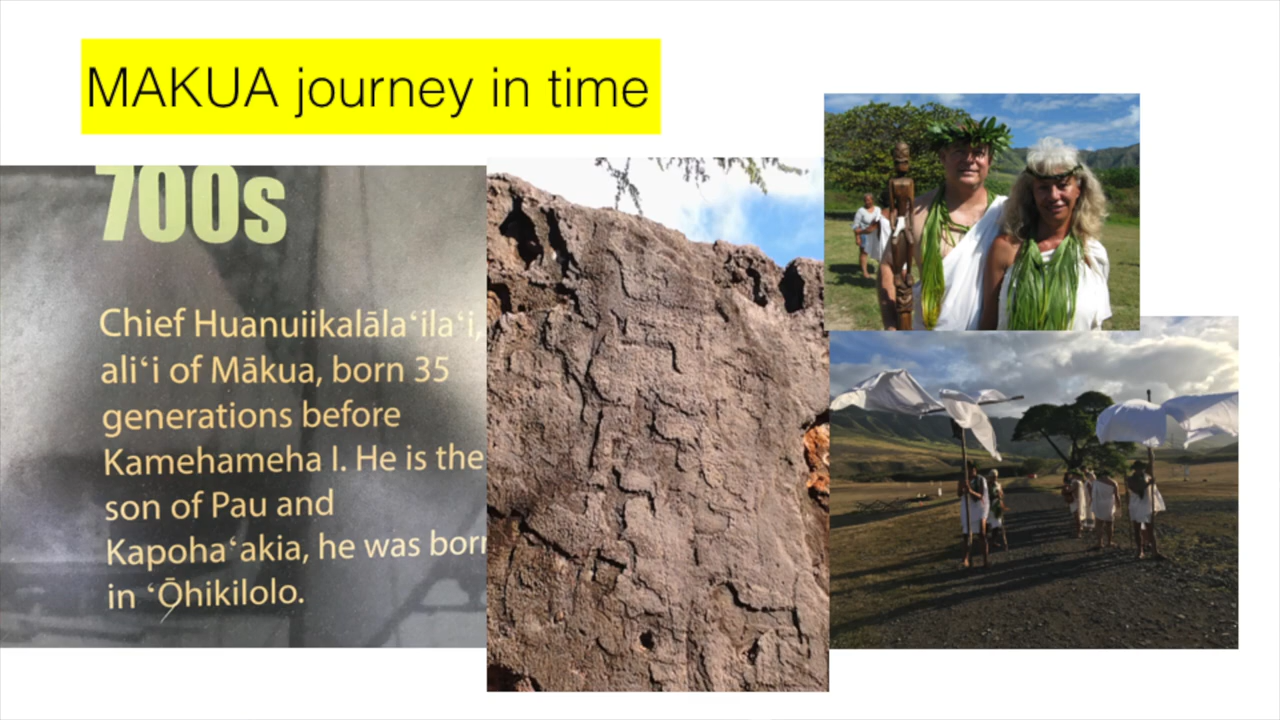 MAKUA journey in time
700s
Chief Huanuiikalālaʻilaʻi,
aliʻi of Mākua, born 35
generations before
Kamehameha I. He is the
son of Pau and
Kapohaʻakia, he was born
in ʻŌhikilolo.